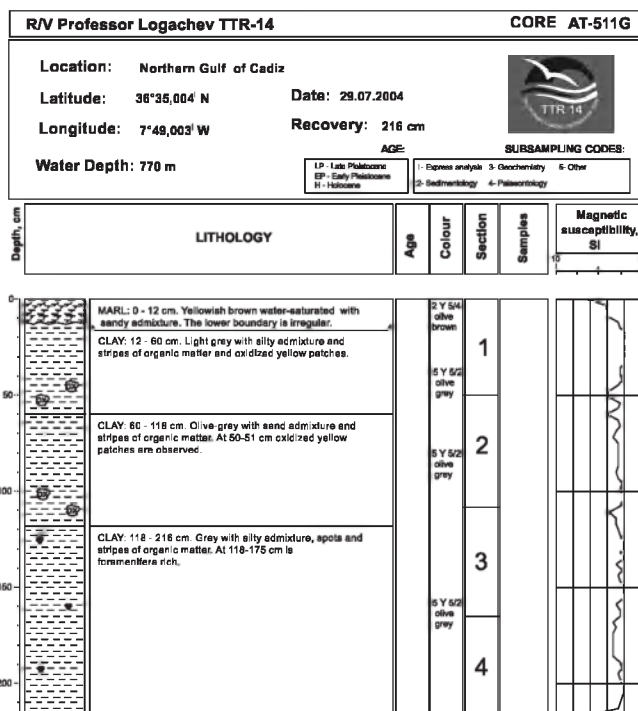 R/V Professor Logachev TTR-14 CORE AT-511G
Location: Northern Gulf of Cadiz
Latitude: 36°35,004' N Date: 29.07.2004
Longitude: 7°49,003' W Recovery: 216 cm
Water Depth: 770 m
TTR 14
AGE:
LP - Late Pleistocene
EP - Early Pleistocene
H - Holocene
SUBSAMPLING CODES:
1- Express analysis 3- Geochemistry 5- Other
2- Sedimentology 4- Palaeontology
Depth, cm
LITHOLOGY
Age
Colour
Section
Samples
Magnetic
susceptibility,
SI
10
0
MARL: 0 - 12 cm. Yellowish brown water-saturated with
sandy admixture. The lower boundary is irregular.
CLAY: 12 - 60 cm. Light grey with silty admixture and
stripes of organic matter and oxidized yellow patches.
50
CLAY: 60 - 118 cm. Olive-grey with sand admixture and
stripes of organic matter. At 50-51 cm oxidized yellow
patches are observed.
100
CLAY: 118 - 216 cm. Grey with silty admixture, spots and
stripes of organic matter. At 118-175 cm is
foramenifera rich.
150
200
2 Y 5/4
olive
brown
5 Y 5/2
olive
grey
5 Y 5/2
olive
grey
5 Y 5/2
olive
grey
1
2
3
4